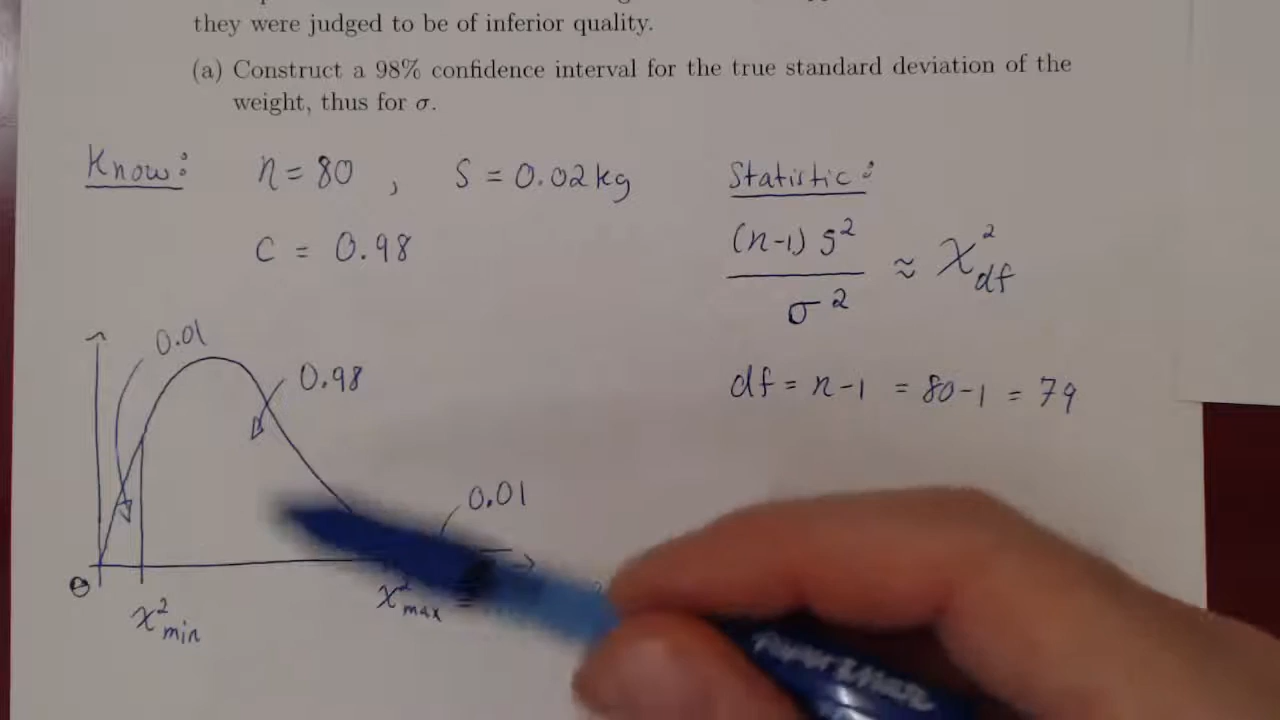 they were judged to be of inferior quality.
(a) Construct a 98% confidence interval for the true standard deviation of the
weight, thus for σ.
Know: n = 80 , S = 0.02 kg
C = 0.98
Statistic:
(n-1) S²
σ²
≈ χ²df
df = n-1 = 80-1 = 79
0.01
0.98
0.01
0
χ²min
χ²max
PaperMate